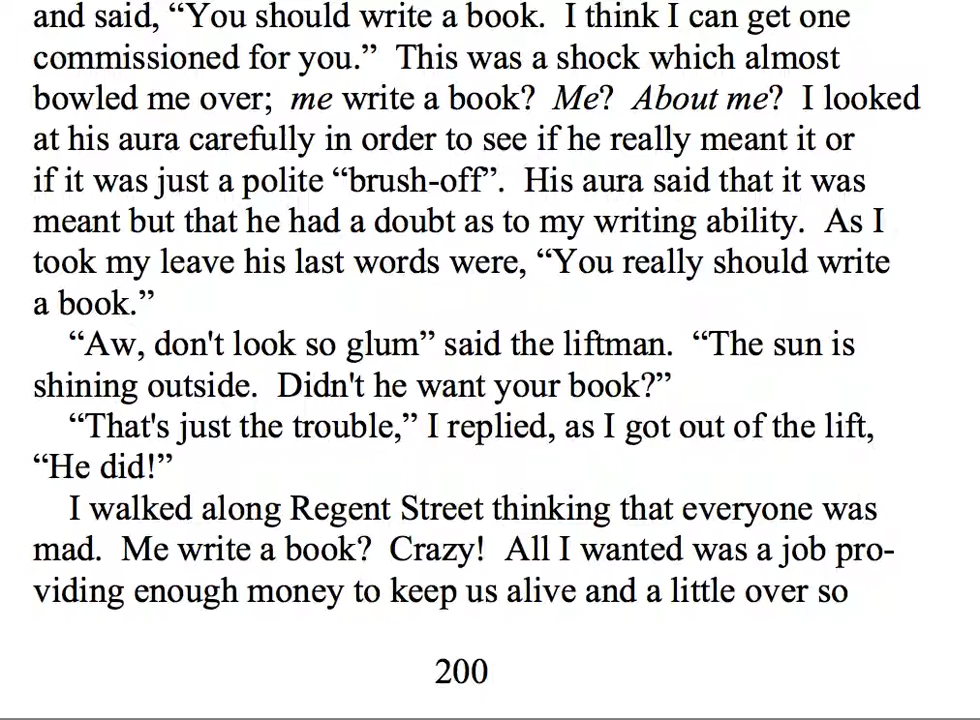 and said, “You should write a book.  I think I can get one
commissioned for you.”  This was a shock which almost
bowled me over;  me write a book?  Me?  About me?  I looked
at his aura carefully in order to see if he really meant it or
if it was just a polite “brush-off”.  His aura said that it was
meant but that he had a doubt as to my writing ability.  As I
took my leave his last words were, “You really should write
a book.”
“Aw, don't look so glum” said the liftman.  “The sun is
shining outside.  Didn't he want your book?”
“That's just the trouble,” I replied, as I got out of the lift,
“He did!”
I walked along Regent Street thinking that everyone was
mad.  Me write a book?  Crazy!  All I wanted was a job pro-
viding enough money to keep us alive and a little over so
200